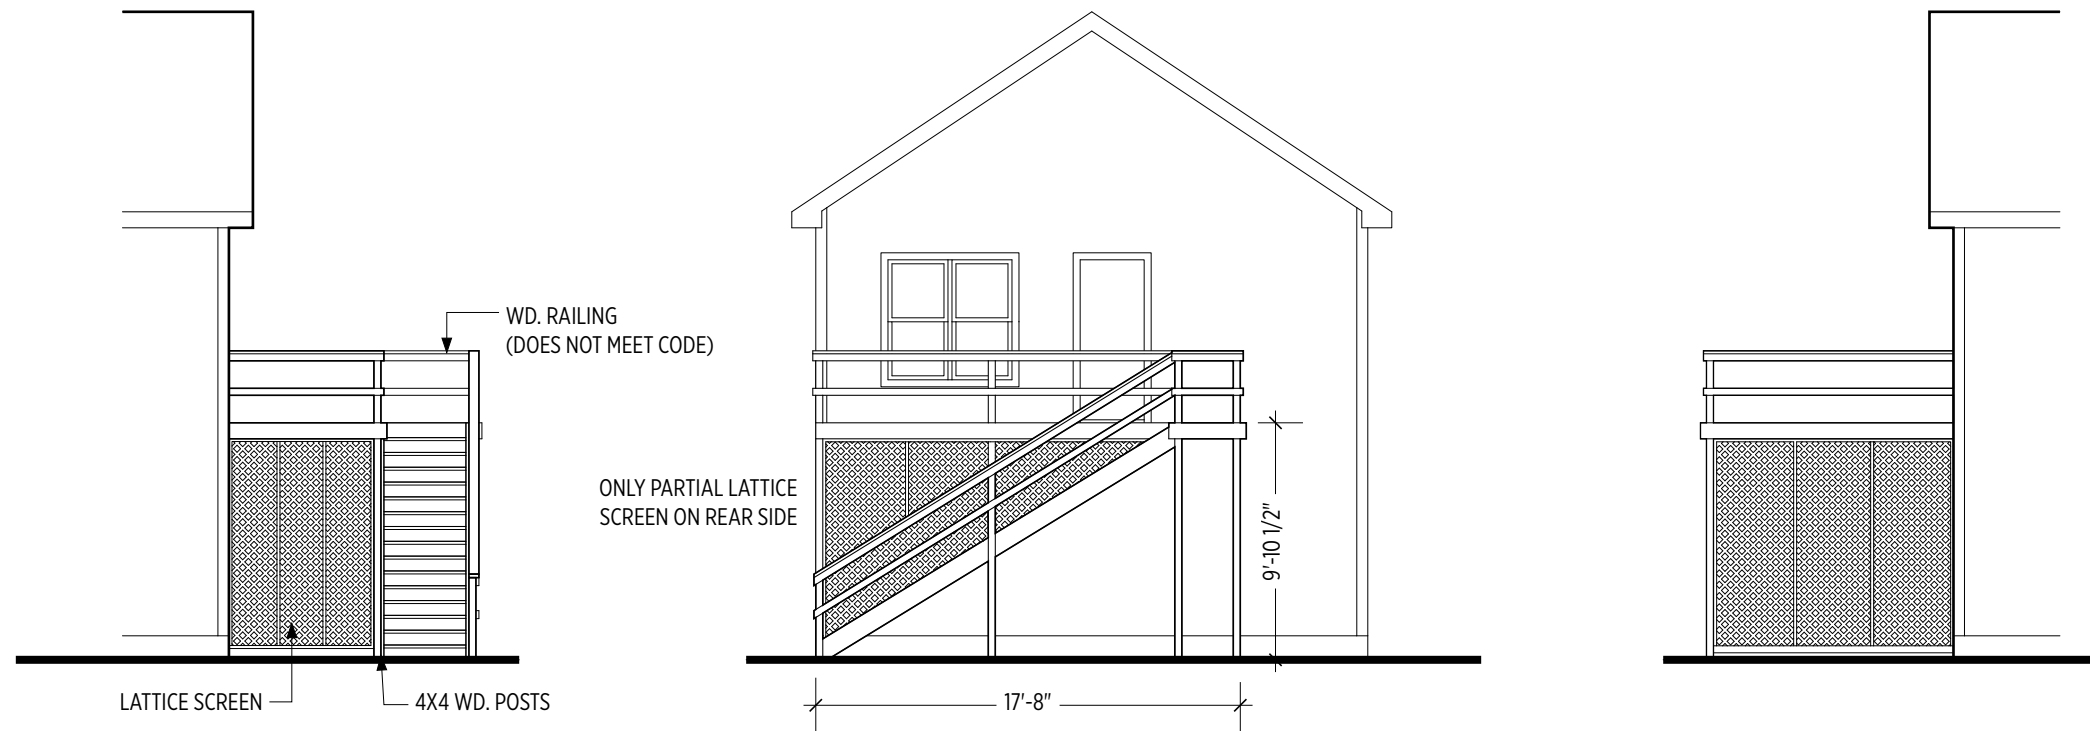 WD. RAILING
(DOES NOT MEET CODE)
ONLY PARTIAL LATTICE
SCREEN ON REAR SIDE
9'-10 1/2"
LATTICE SCREEN
4X4 WD. POSTS
17'-8"